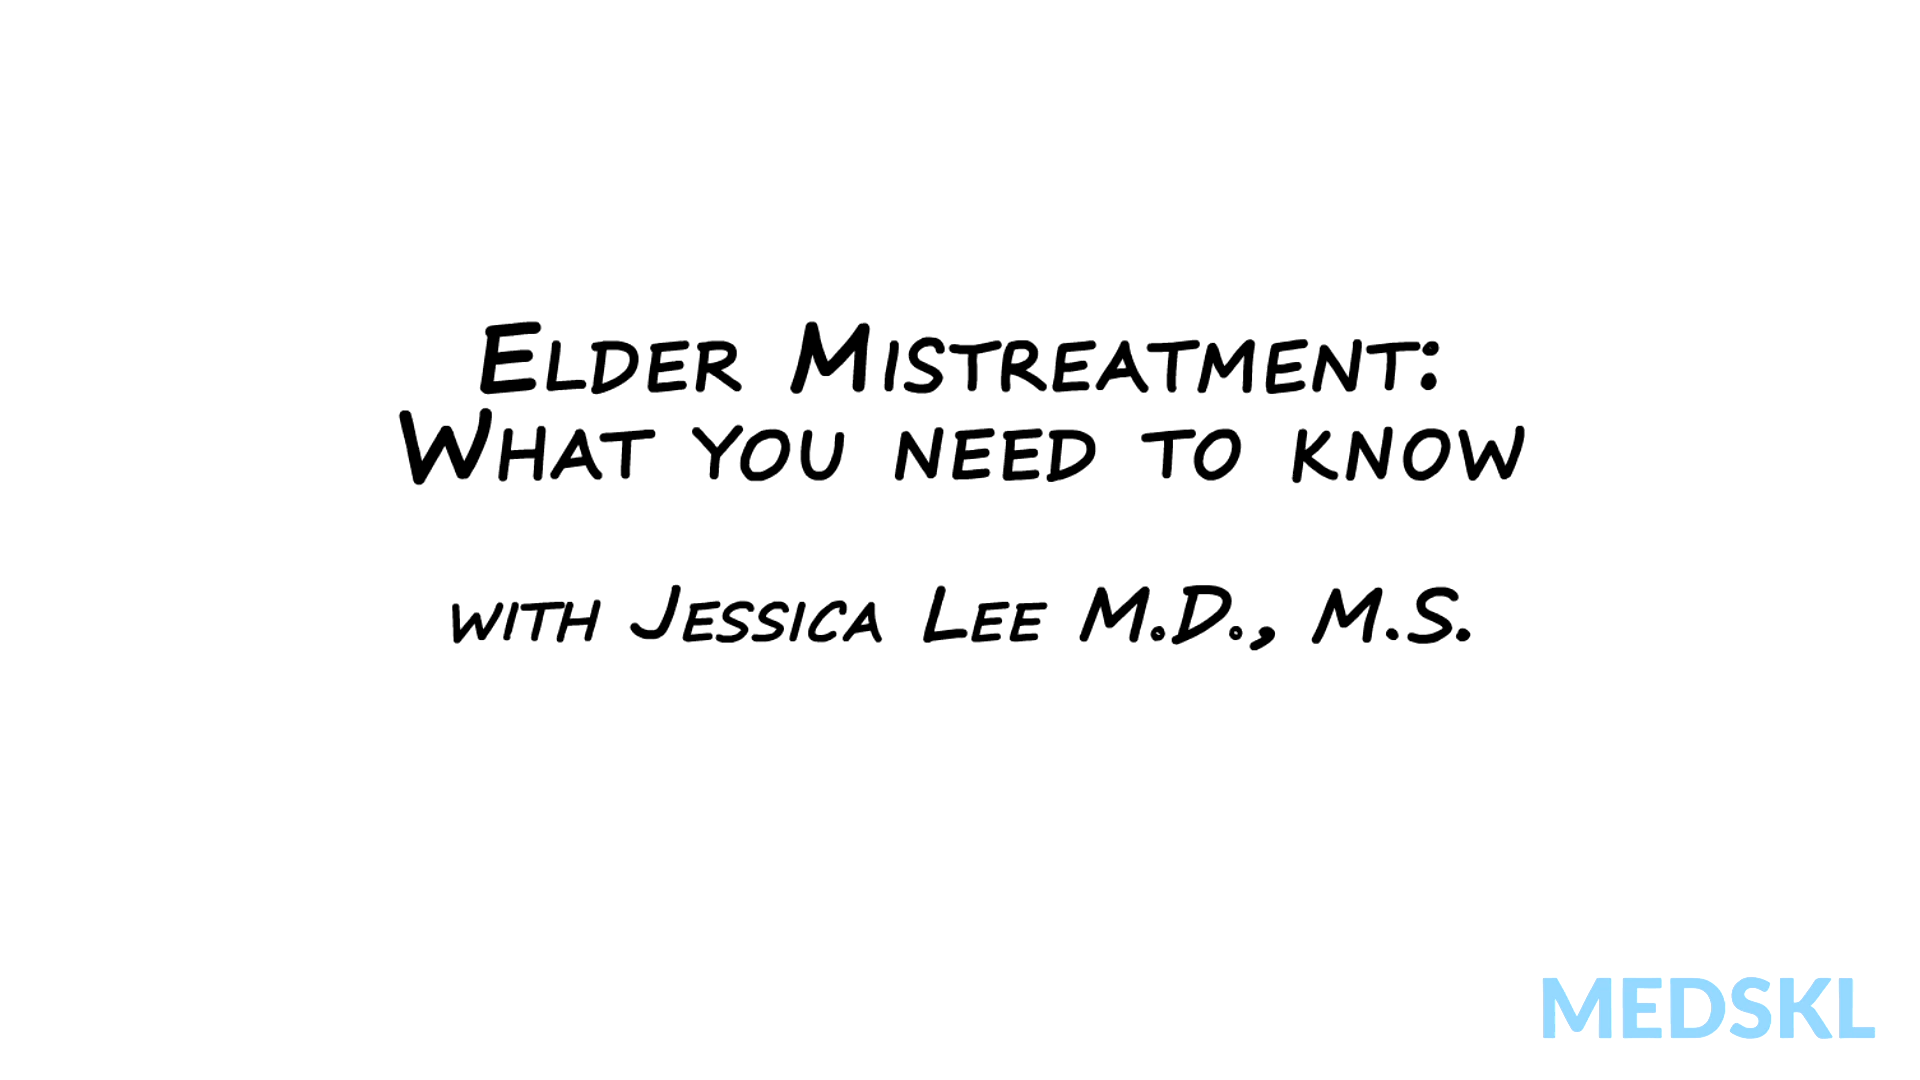 Elder Mistreatment:
What you need to know
with Jessica Lee M.D., M.S.
MEDSKL